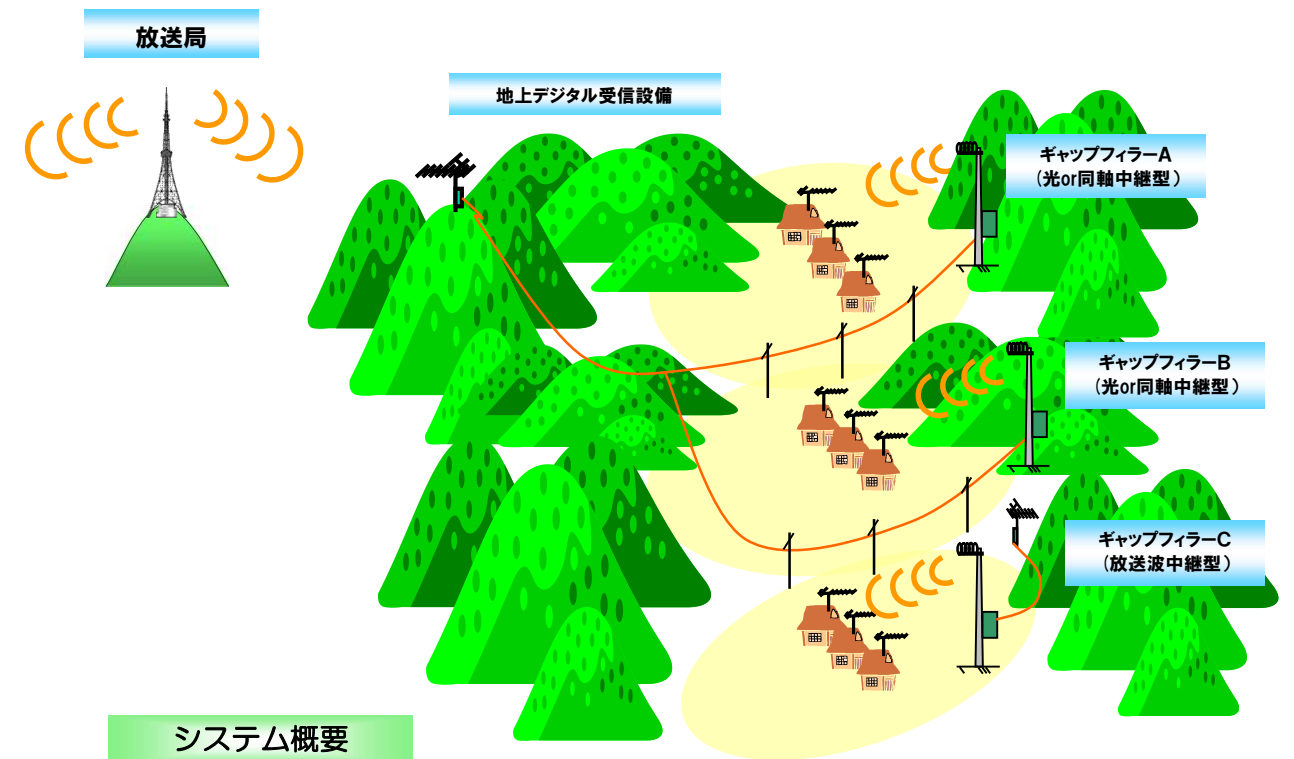 放送局
地上デジタル受信設備
ギャップフィラーA
(光or同軸中継型)
ギャップフィラーB
(光or同軸中継型)
ギャップフィラーC
(放送波中継型)
システム概要